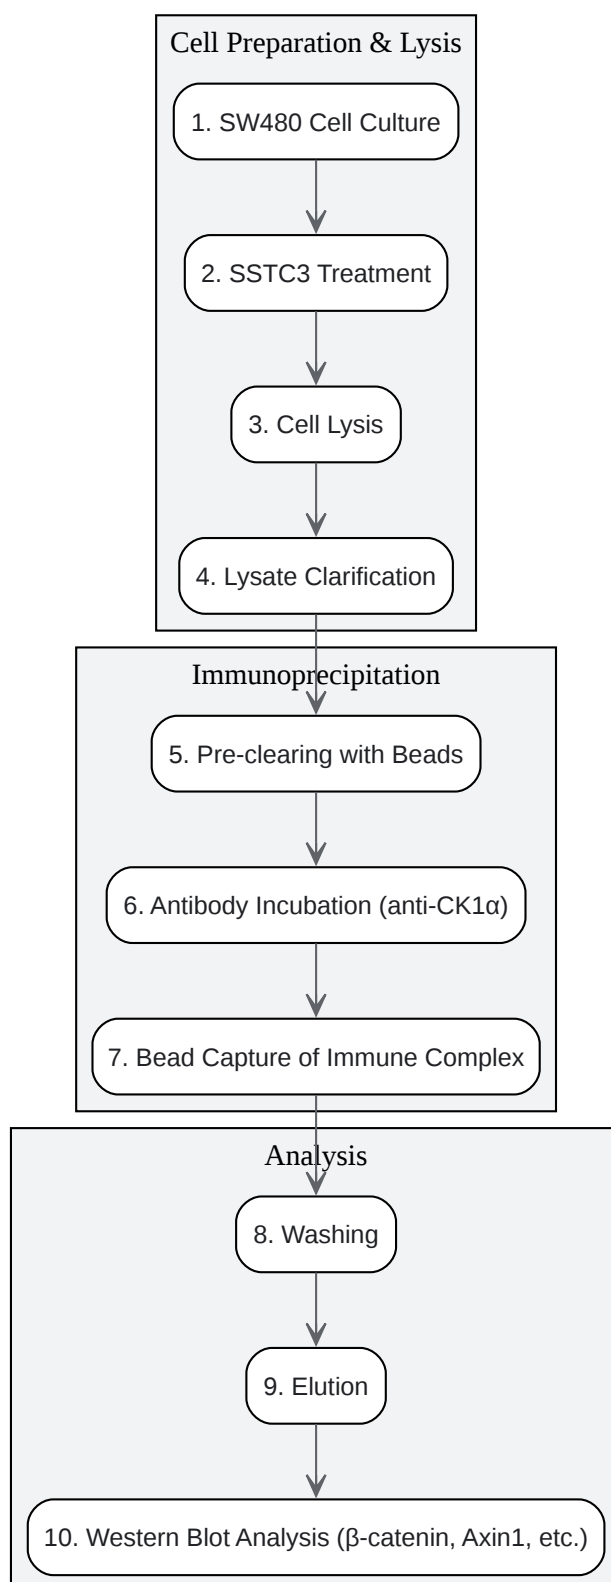 Cell Preparation & Lysis
1. SW480 Cell Culture
2. SSTC3 Treatment
3. Cell Lysis
4. Lysate Clarification
Immunoprecipitation
5. Pre-clearing with Beads
6. Antibody Incubation (anti-CK1α)
7. Bead Capture of Immune Complex
Analysis
8. Washing
9. Elution
10. Western Blot Analysis (β-catenin, Axin1, etc.)